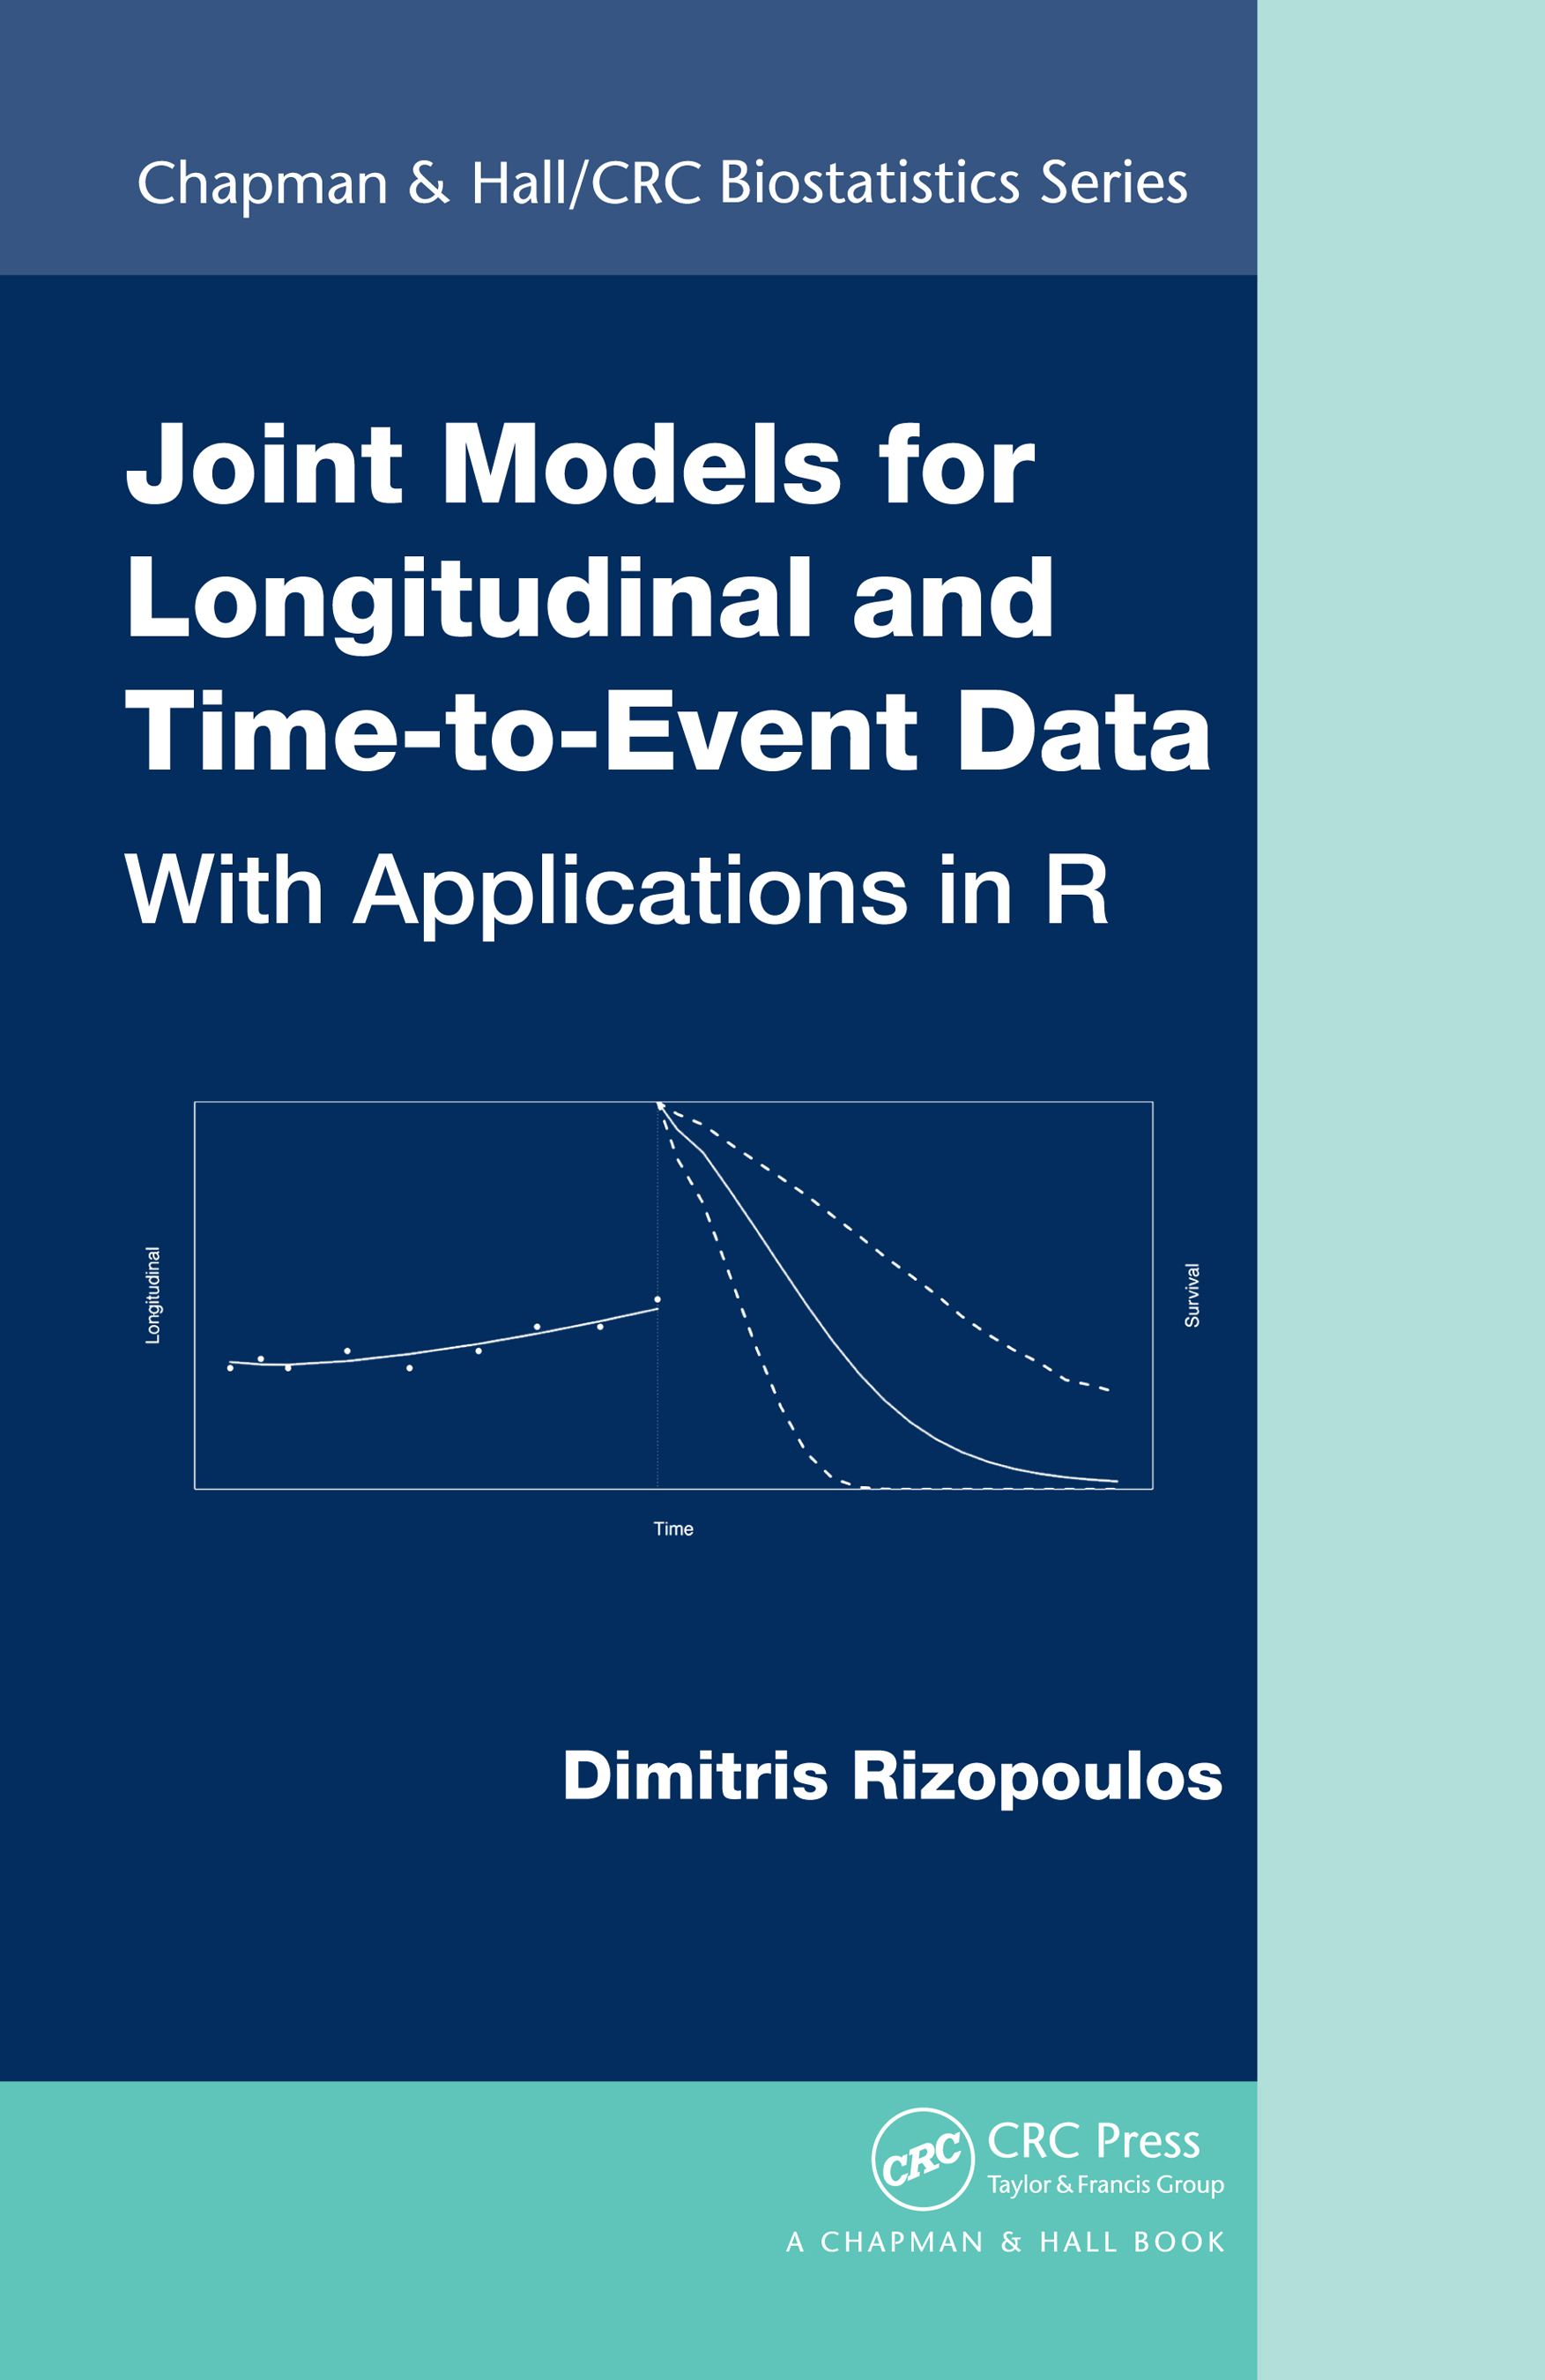 Chapman & Hall/CRC Biostatistics Series
Joint Models for
Longitudinal and
Time-to-Event Data
With Applications in R
Longitudinal
Survival
Time
Dimitris Rizopoulos
CRC
CRC Press
Taylor & Francis Group
A CHAPMAN & HALL BOOK